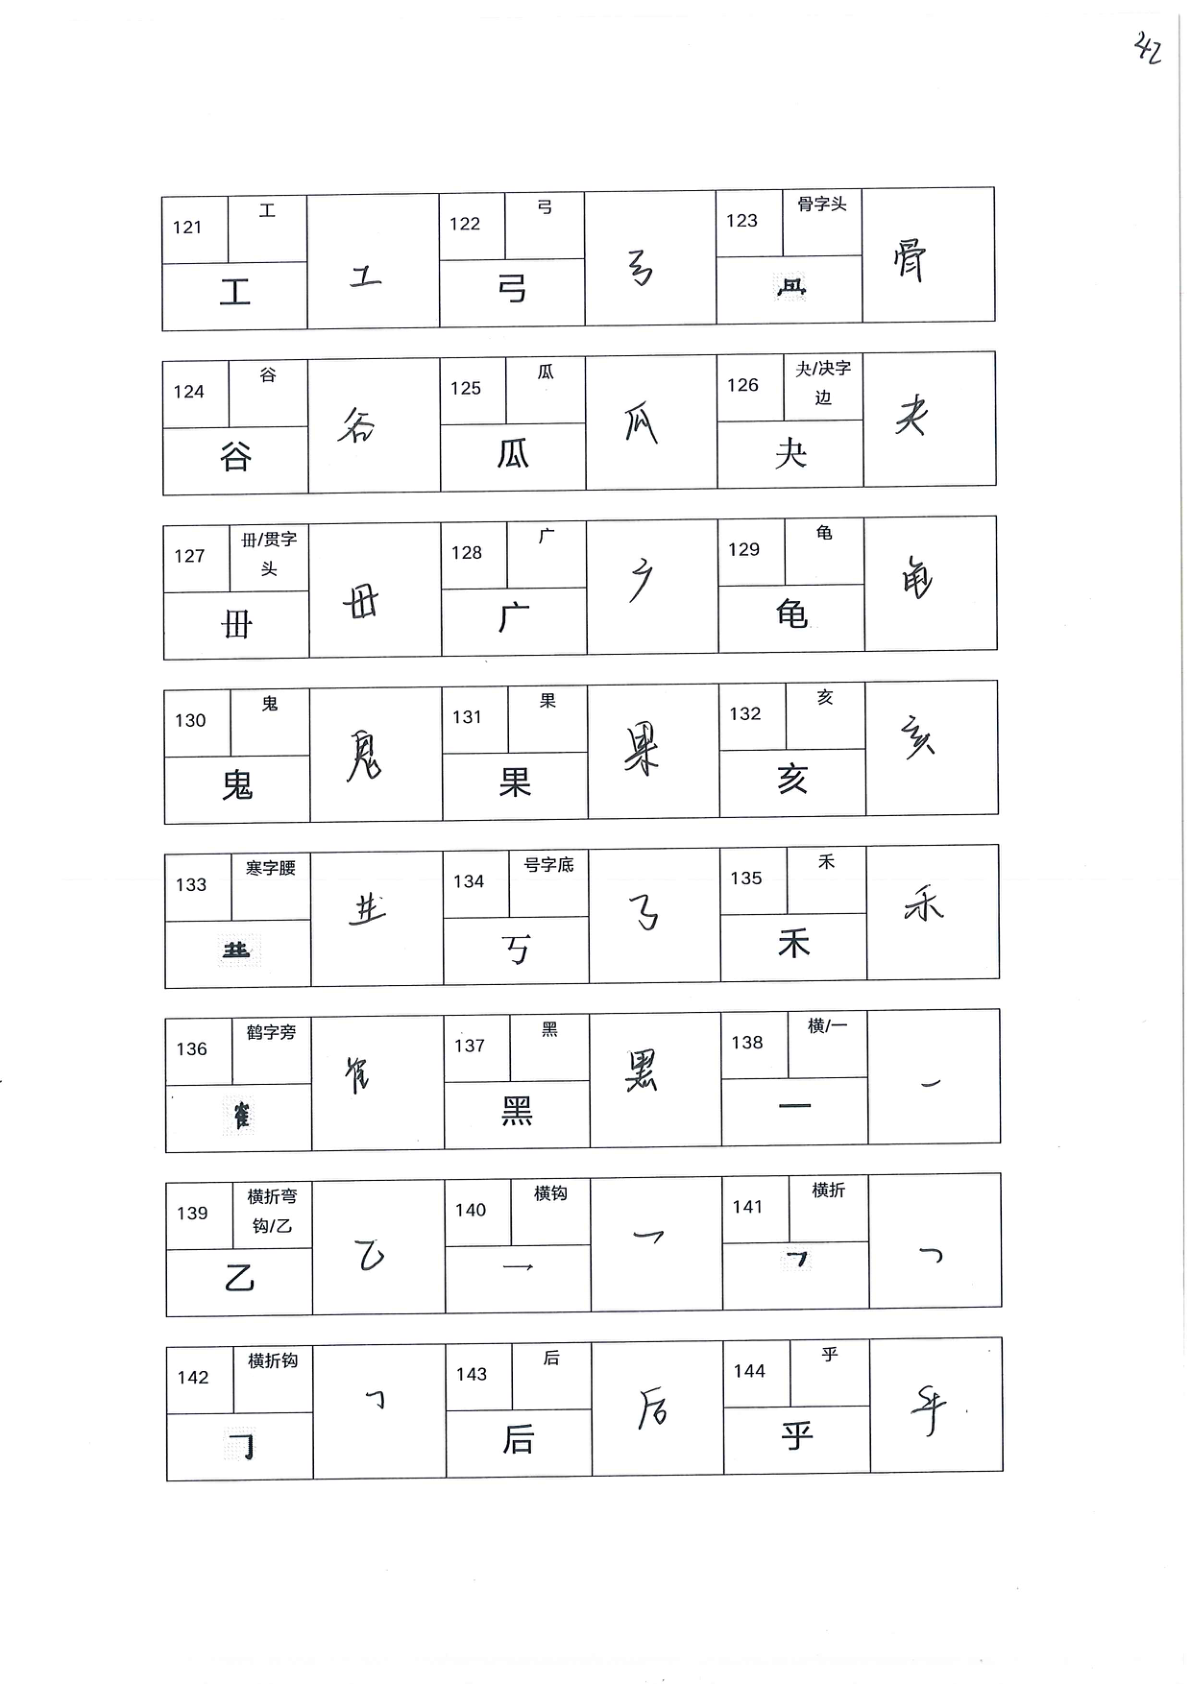 42
121 工 工 122 弓 弓 123 骨字头 骨
工 弓
124 谷 谷 125 瓜 瓜 126 夬/决字边 夬
谷 瓜 夬
127 毌/贯字头 毌 128 广 广 129 龟 龟
毌 广 龟
130 鬼 鬼 131 果 果 132 亥 亥
鬼 果 亥
133 寒字腰 134 号字底 丂 135 禾 禾
丂 禾
136 鹤字旁 隺 137 黑 黑 138 横/一 一
隺 黑 一
139 横折弯钩/乙 乙 140 横钩 乛 141 横折 ㇕
乙 乛 ㇕
142 横折钩 ㇆ 143 后 后 144 乎 乎
㇆ 后 乎